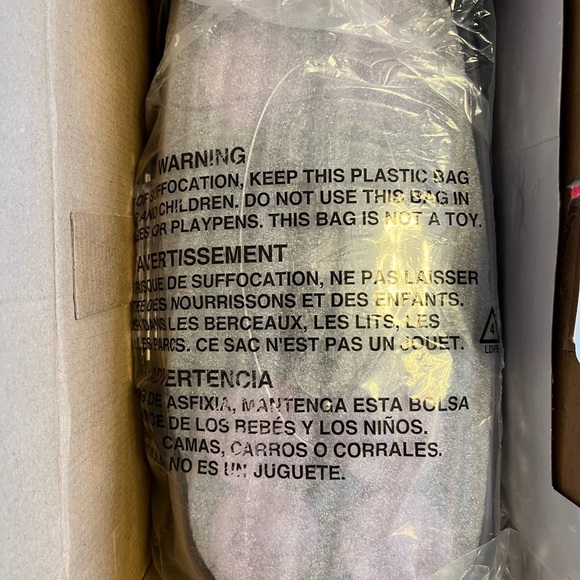 WARNING
OF SUFFOCATION, KEEP THIS PLASTIC BAG
AND CHILDREN. DO NOT USE THIS BAG IN
OR PLAYPENS. THIS BAG IS NOT A TOY.
AVERTISSEMENT
RISQUE DE SUFFOCATION, NE PAS LAISSER
DES NOURRISSONS ET DES ENFANTS.
DANS LES BERCEAUX, LES LITS, LES
PARCS. CE SAC N'EST PAS UN JOUET.
ADVERTENCIA
DE ASFIXIA, MANTENGA ESTA BOLSA
DE LOS BEBÉS Y LOS NIÑOS.
CAMAS, CARROS O CORRALES.
NO ES UN JUGUETE.
4
LDPE